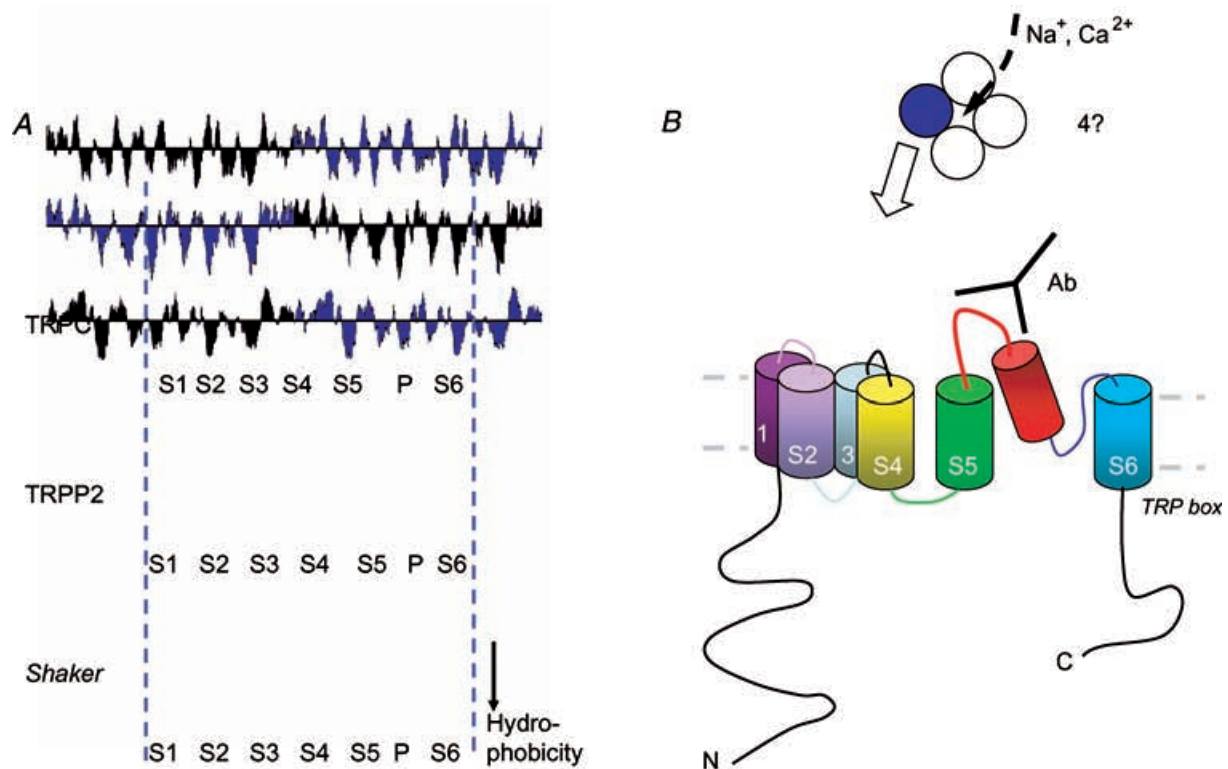 A
TRPC
S1 S2 S3 S4 S5 P S6
TRPP2
S1 S2 S3 S4 S5 P S6
Shaker
Hydro-
phobicity
S1 S2 S3 S4 S5 P S6
B
Na⁺, Ca²⁺
4?
Ab
1 S2 3 S4 S5 S6
TRP box
C
N